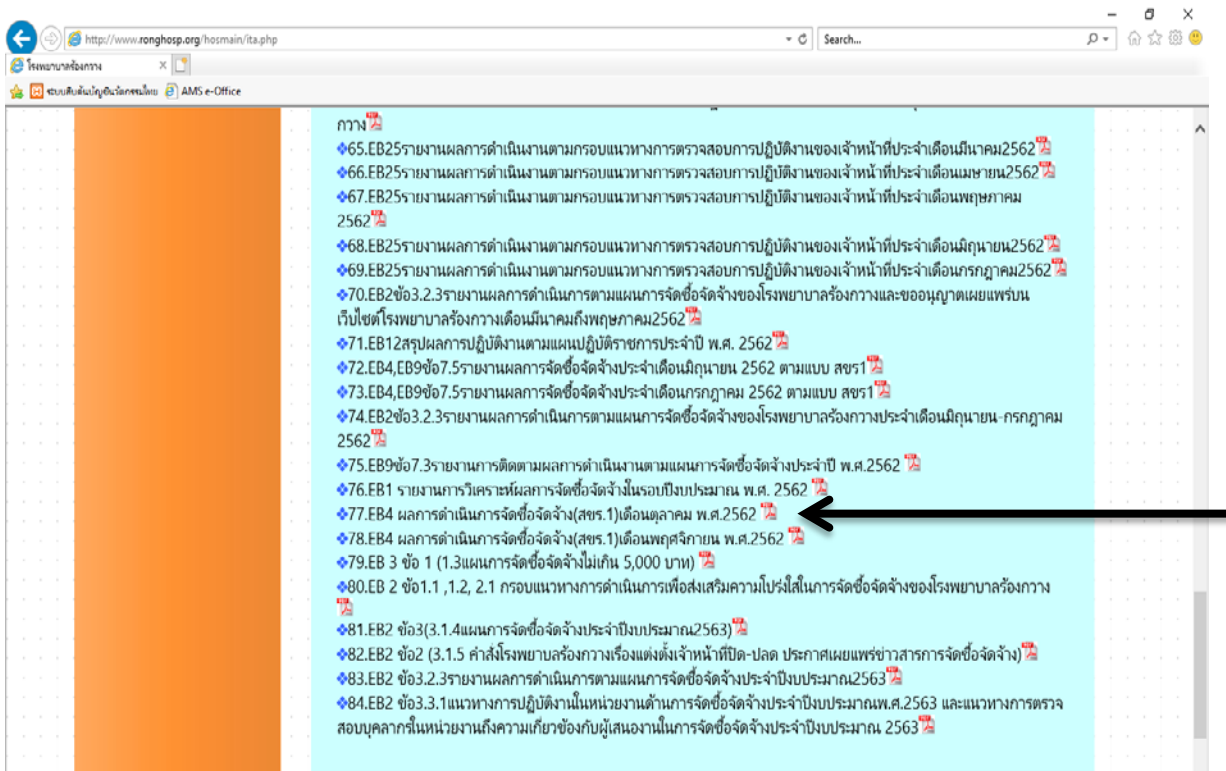 http://www.ronghosp.org/hosmain/ita.php
Search...
โรงพยาบาลร้องกวาง
ระบบสืบค้นบัญชีนวัตกรรมไทย
AMS e-Office
กวาง
65.EB25รายงานผลการดำเนินงานตามกรอบแนวทางการตรวจสอบการปฏิบัติงานของเจ้าหน้าที่ประจำเดือนมีนาคม2562
66.EB25รายงานผลการดำเนินงานตามกรอบแนวทางการตรวจสอบการปฏิบัติงานของเจ้าหน้าที่ประจำเดือนเมษายน2562
67.EB25รายงานผลการดำเนินงานตามกรอบแนวทางการตรวจสอบการปฏิบัติงานของเจ้าหน้าที่ประจำเดือนพฤษภาคม
2562
68.EB25รายงานผลการดำเนินงานตามกรอบแนวทางการตรวจสอบการปฏิบัติงานของเจ้าหน้าที่ประจำเดือนมิถุนายน2562
69.EB25รายงานผลการดำเนินงานตามกรอบแนวทางการตรวจสอบการปฏิบัติงานของเจ้าหน้าที่ประจำเดือนกรกฎาคม2562
70.EB2ข้อ3.2.3รายงานผลการดำเนินการตามแผนการจัดซื้อจัดจ้างของโรงพยาบาลร้องกวางและขออนุญาตเผยแพร่บน
เว็บไซต์โรงพยาบาลร้องกวางเดือนมีนาคมถึงพฤษภาคม2562
71.EB12สรุปผลการปฏิบัติงานตามแผนปฏิบัติราชการประจำปี พ.ศ. 2562
72.EB4,EB9ข้อ7.5รายงานผลการจัดซื้อจัดจ้างประจำเดือนมิถุนายน 2562 ตามแบบ สขร1
73.EB4,EB9ข้อ7.5รายงานผลการจัดซื้อจัดจ้างประจำเดือนกรกฎาคม 2562 ตามแบบ สขร1
74.EB2ข้อ3.2.3รายงานผลการดำเนินการตามแผนการจัดซื้อจัดจ้างของโรงพยาบาลร้องกวางประจำเดือนมิถุนายน-กรกฎาคม
2562
75.EB9ข้อ7.3รายงานการติดตามผลการดำเนินงานตามแผนการจัดซื้อจัดจ้างประจำปี พ.ศ.2562
76.EB1 รายงานการวิเคราะห์ผลการจัดซื้อจัดจ้างในรอบปีงบประมาณ พ.ศ. 2562
77.EB4 ผลการดำเนินการจัดซื้อจัดจ้าง(สขร.1)เดือนตุลาคม พ.ศ.2562
78.EB4 ผลการดำเนินการจัดซื้อจัดจ้าง(สขร.1)เดือนพฤศจิกายน พ.ศ.2562
79.EB 3 ข้อ 1 (1.3แผนการจัดซื้อจัดจ้างไม่เกิน 5,000 บาท)
80.EB 2 ข้อ1.1 ,1.2, 2.1 กรอบแนวทางการดำเนินการเพื่อส่งเสริมความโปร่งใสในการจัดซื้อจัดจ้างของโรงพยาบาลร้องกวาง
81.EB2 ข้อ3(3.1.4แผนการจัดซื้อจัดจ้างประจำปีงบประมาณ2563)
82.EB2 ข้อ2 (3.1.5 คำสั่งโรงพยาบาลร้องกวางเรื่องแต่งตั้งเจ้าหน้าที่ปิด-ปลด ประกาศเผยแพร่ข่าวสารการจัดซื้อจัดจ้าง)
83.EB2 ข้อ3.2.3รายงานผลการดำเนินการตามแผนการจัดซื้อจัดจ้างประจำปีงบประมาณ2563
84.EB2 ข้อ3.3.1แนวทางการปฏิบัติงานในหน่วยงานด้านการจัดซื้อจัดจ้างประจำปีงบประมาณพ.ศ.2563 และแนวทางการตรวจ
สอบบุคลากรในหน่วยงานถึงความเกี่ยวข้องกับผู้เสนองานในการจัดซื้อจัดจ้างประจำปีงบประมาณ 2563